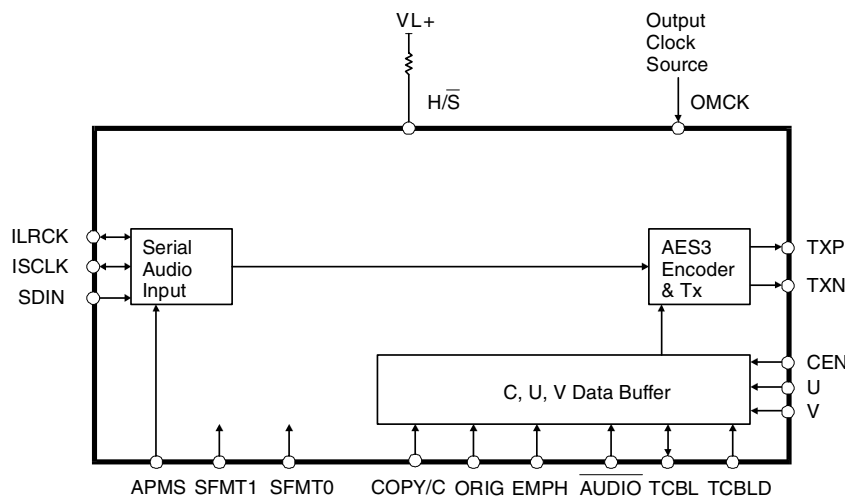 VL+
Output
Clock
Source
H/S̅
OMCK
ILRCK
ISCLK
SDIN
Serial
Audio
Input
AES3
Encoder
& Tx
TXP
TXN
C, U, V Data Buffer
CEN
U
V
APMS
SFMT1
SFMT0
COPY/C
ORIG
EMPH
A̅U̅D̅I̅O̅
TCBL
TCBLD